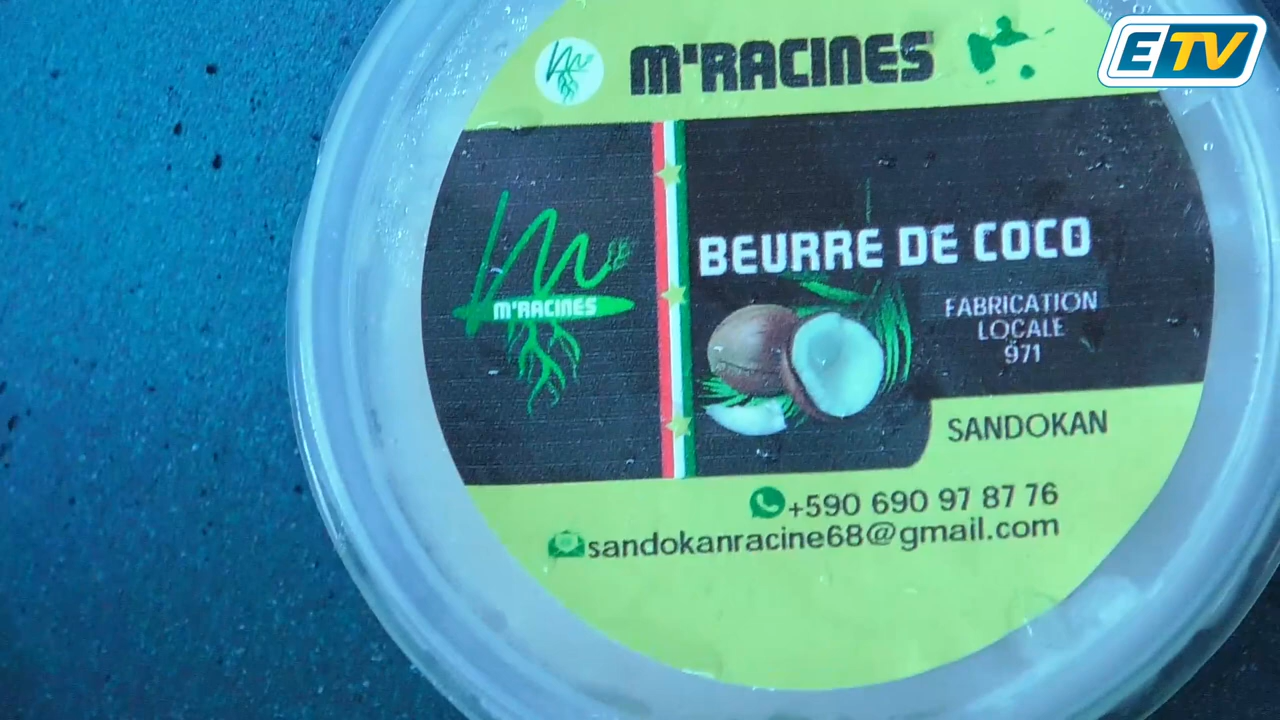 ETV
M'RACINES
BEURRE DE COCO
M'RACINES
FABRICATION
LOCALE
971
SANDOKAN
+590 690 97 87 76
sandokanracine68@gmail.com